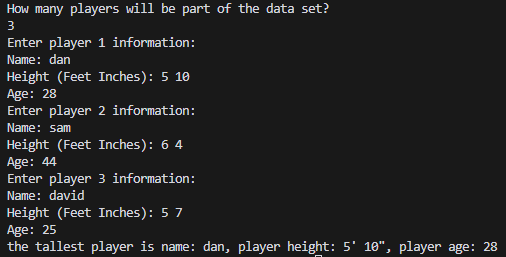 How many players will be part of the data set?
3
Enter player 1 information:
Name: dan
Height (Feet Inches): 5 10
Age: 28
Enter player 2 information:
Name: sam
Height (Feet Inches): 6 4
Age: 44
Enter player 3 information:
Name: david
Height (Feet Inches): 5 7
Age: 25
the tallest player is name: dan, player height: 5' 10", player age: 28